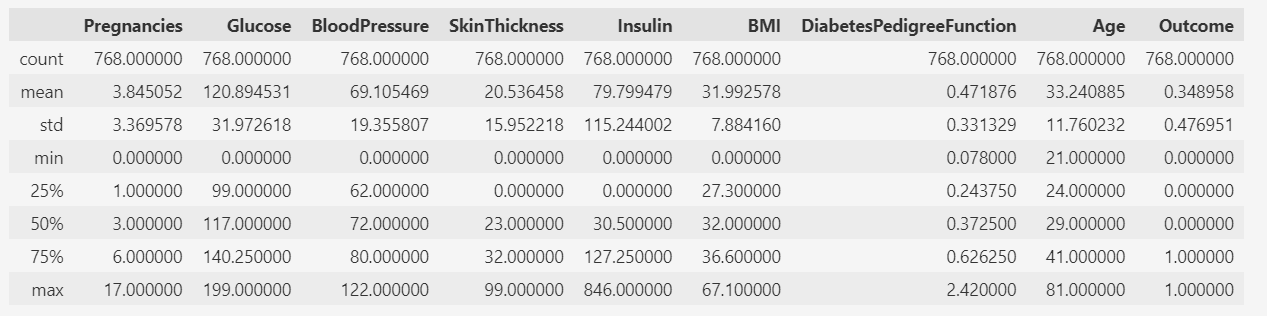 Pregnancies Glucose BloodPressure SkinThickness Insulin BMI DiabetesPedigreeFunction Age Outcome
count 768.000000 768.000000 768.000000 768.000000 768.000000 768.000000 768.000000 768.000000 768.000000
mean 3.845052 120.894531 69.105469 20.536458 79.799479 31.992578 0.471876 33.240885 0.348958
std 3.369578 31.972618 19.355807 15.952218 115.244002 7.884160 0.331329 11.760232 0.476951
min 0.000000 0.000000 0.000000 0.000000 0.000000 0.000000 0.078000 21.000000 0.000000
25% 1.000000 99.000000 62.000000 0.000000 0.000000 27.300000 0.243750 24.000000 0.000000
50% 3.000000 117.000000 72.000000 23.000000 30.500000 32.000000 0.372500 29.000000 0.000000
75% 6.000000 140.250000 80.000000 32.000000 127.250000 36.600000 0.626250 41.000000 1.000000
max 17.000000 199.000000 122.000000 99.000000 846.000000 67.100000 2.420000 81.000000 1.000000